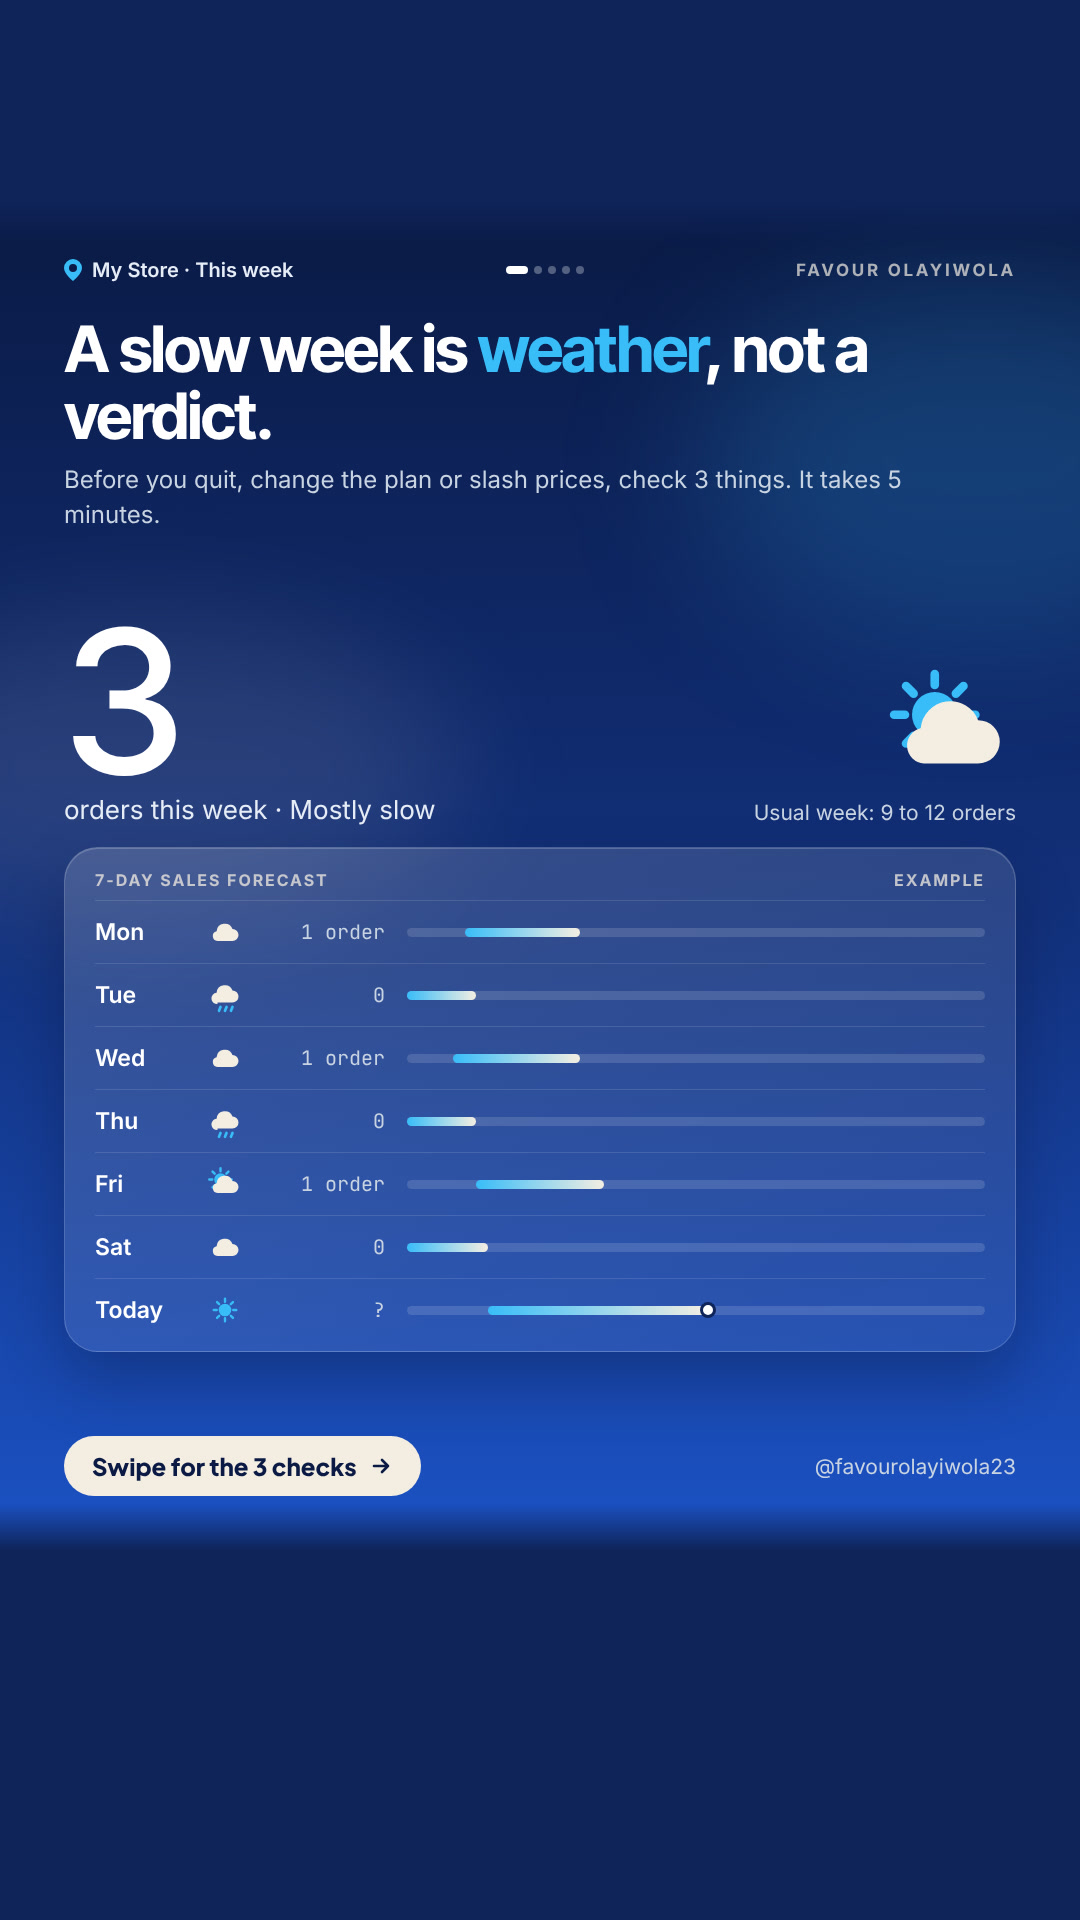 My Store · This week
FAVOUR OLAYIWOLA
A slow week is weather, not a
verdict.
Before you quit, change the plan or slash prices, check 3 things. It takes 5
minutes.
3
orders this week · Mostly slow
Usual week: 9 to 12 orders
7-DAY SALES FORECAST
EXAMPLE
Mon 1 order
Tue 0
Wed 1 order
Thu 0
Fri 1 order
Sat 0
Today ?
Swipe for the 3 checks →
@favourolayiwola23